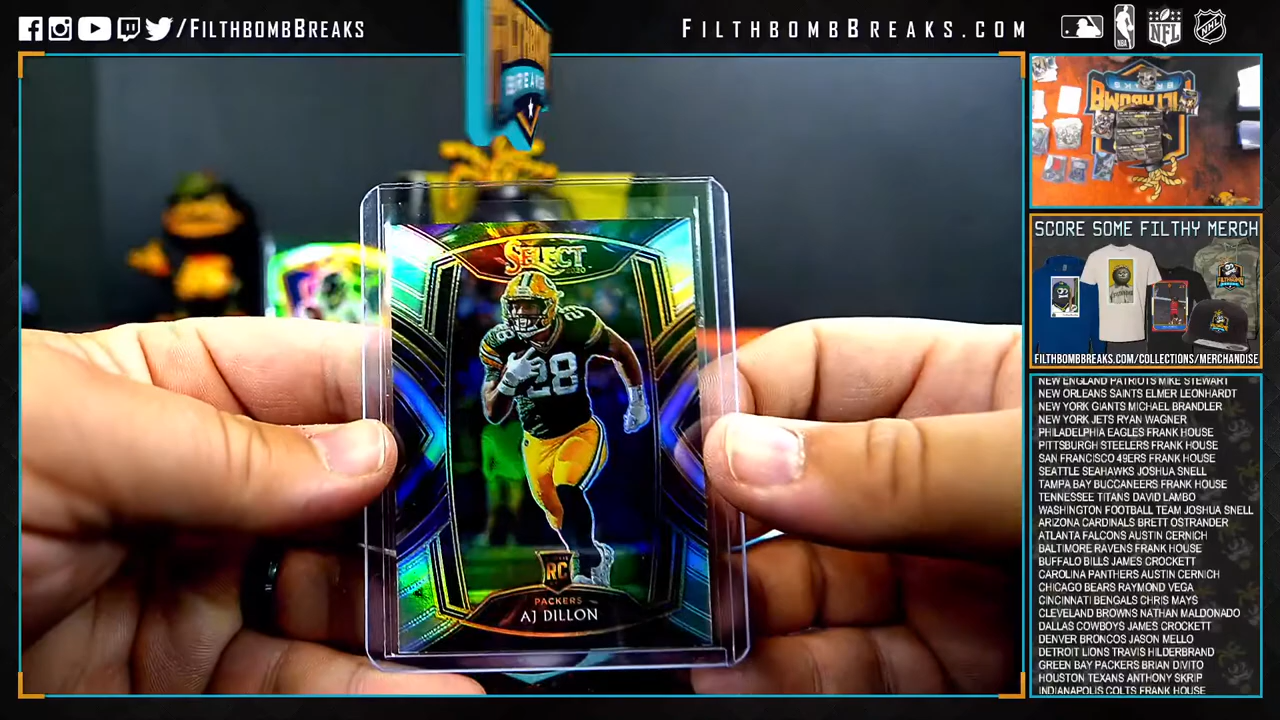 /FILTHBOMBBREAKS
FILTHBOMBBREAKS.COM
MLB
NBA
NFL
NHL
BREAKS
SELECT
2020
28
28
RC
PACKERS
AJ DILLON
SCORE SOME FILTHY MERCH
FILTHBOMBBREAKS.COM/COLLECTIONS/MERCHANDISE
NEW ENGLAND PATRIOTS MIKE STEWART
NEW ORLEANS SAINTS ELMER LEONHARDT
NEW YORK GIANTS MICHAEL BRANDLER
NEW YORK JETS RYAN WAGNER
PHILADELPHIA EAGLES FRANK HOUSE
PITTSBURGH STEELERS FRANK HOUSE
SAN FRANCISCO 49ERS FRANK HOUSE
SEATTLE SEAHAWKS JOSHUA SNELL
TAMPA BAY BUCCANEERS FRANK HOUSE
TENNESSEE TITANS DAVID LAMBO
WASHINGTON FOOTBALL TEAM JOSHUA SNELL
ARIZONA CARDINALS BRETT OSTRANDER
ATLANTA FALCONS AUSTIN CERNICH
BALTIMORE RAVENS FRANK HOUSE
BUFFALO BILLS JAMES CROCKETT
CAROLINA PANTHERS AUSTIN CERNICH
CHICAGO BEARS RAYMOND VEGA
CINCINNATI BENGALS CHRIS MAYS
CLEVELAND BROWNS NATHAN MALDONADO
DALLAS COWBOYS JAMES CROCKETT
DENVER BRONCOS JASON MELLO
DETROIT LIONS TRAVIS HILDERBRAND
GREEN BAY PACKERS BRIAN DIVITO
HOUSTON TEXANS ANTHONY SKRIP
INDIANAPOLIS COLTS FRANK HOUSE